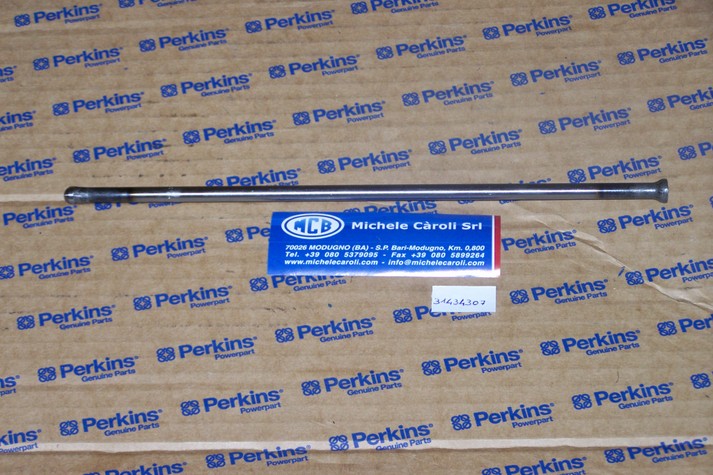 MCB
Michele Càroli Srl
70026 MODUGNO (BA) - S.P. Bari-Modugno, Km. 0,800
Tel. +39 080 5379095 - Fax +39 080 5899264
www.michelecaroli.com - info@michelecaroli.com
31434307
Perkins
Genuine Parts
Perkins
Powerpart